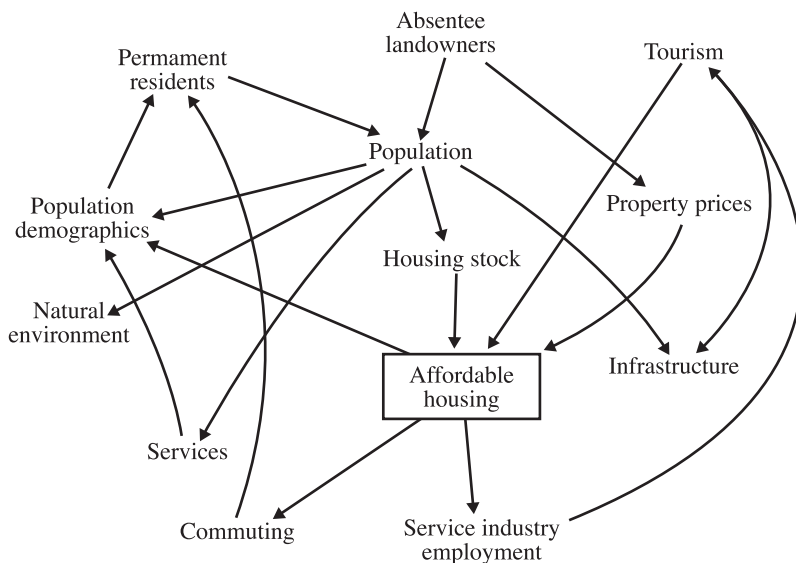 Absentee
landowners
Permament
residents
Tourism
Population
Population
demographics
Property prices
Housing stock
Natural
environment
Infrastructure
Affordable
housing
Services
Commuting
Service industry
employment